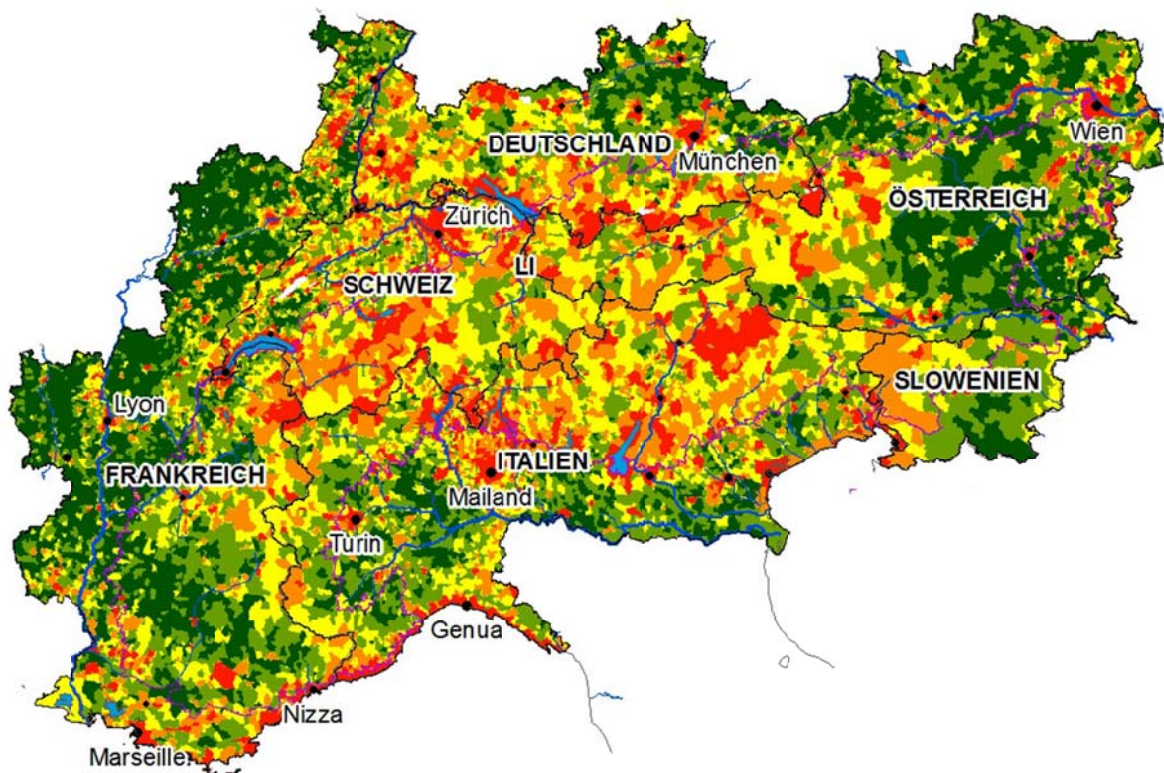 DEUTSCHLAND
München
Wien
ÖSTERREICH
Zürich
LI
SCHWEIZ
SLOWENIEN
Lyon
FRANKREICH
ITALIEN
Mailand
Turin
Genua
Nizza
Marseille